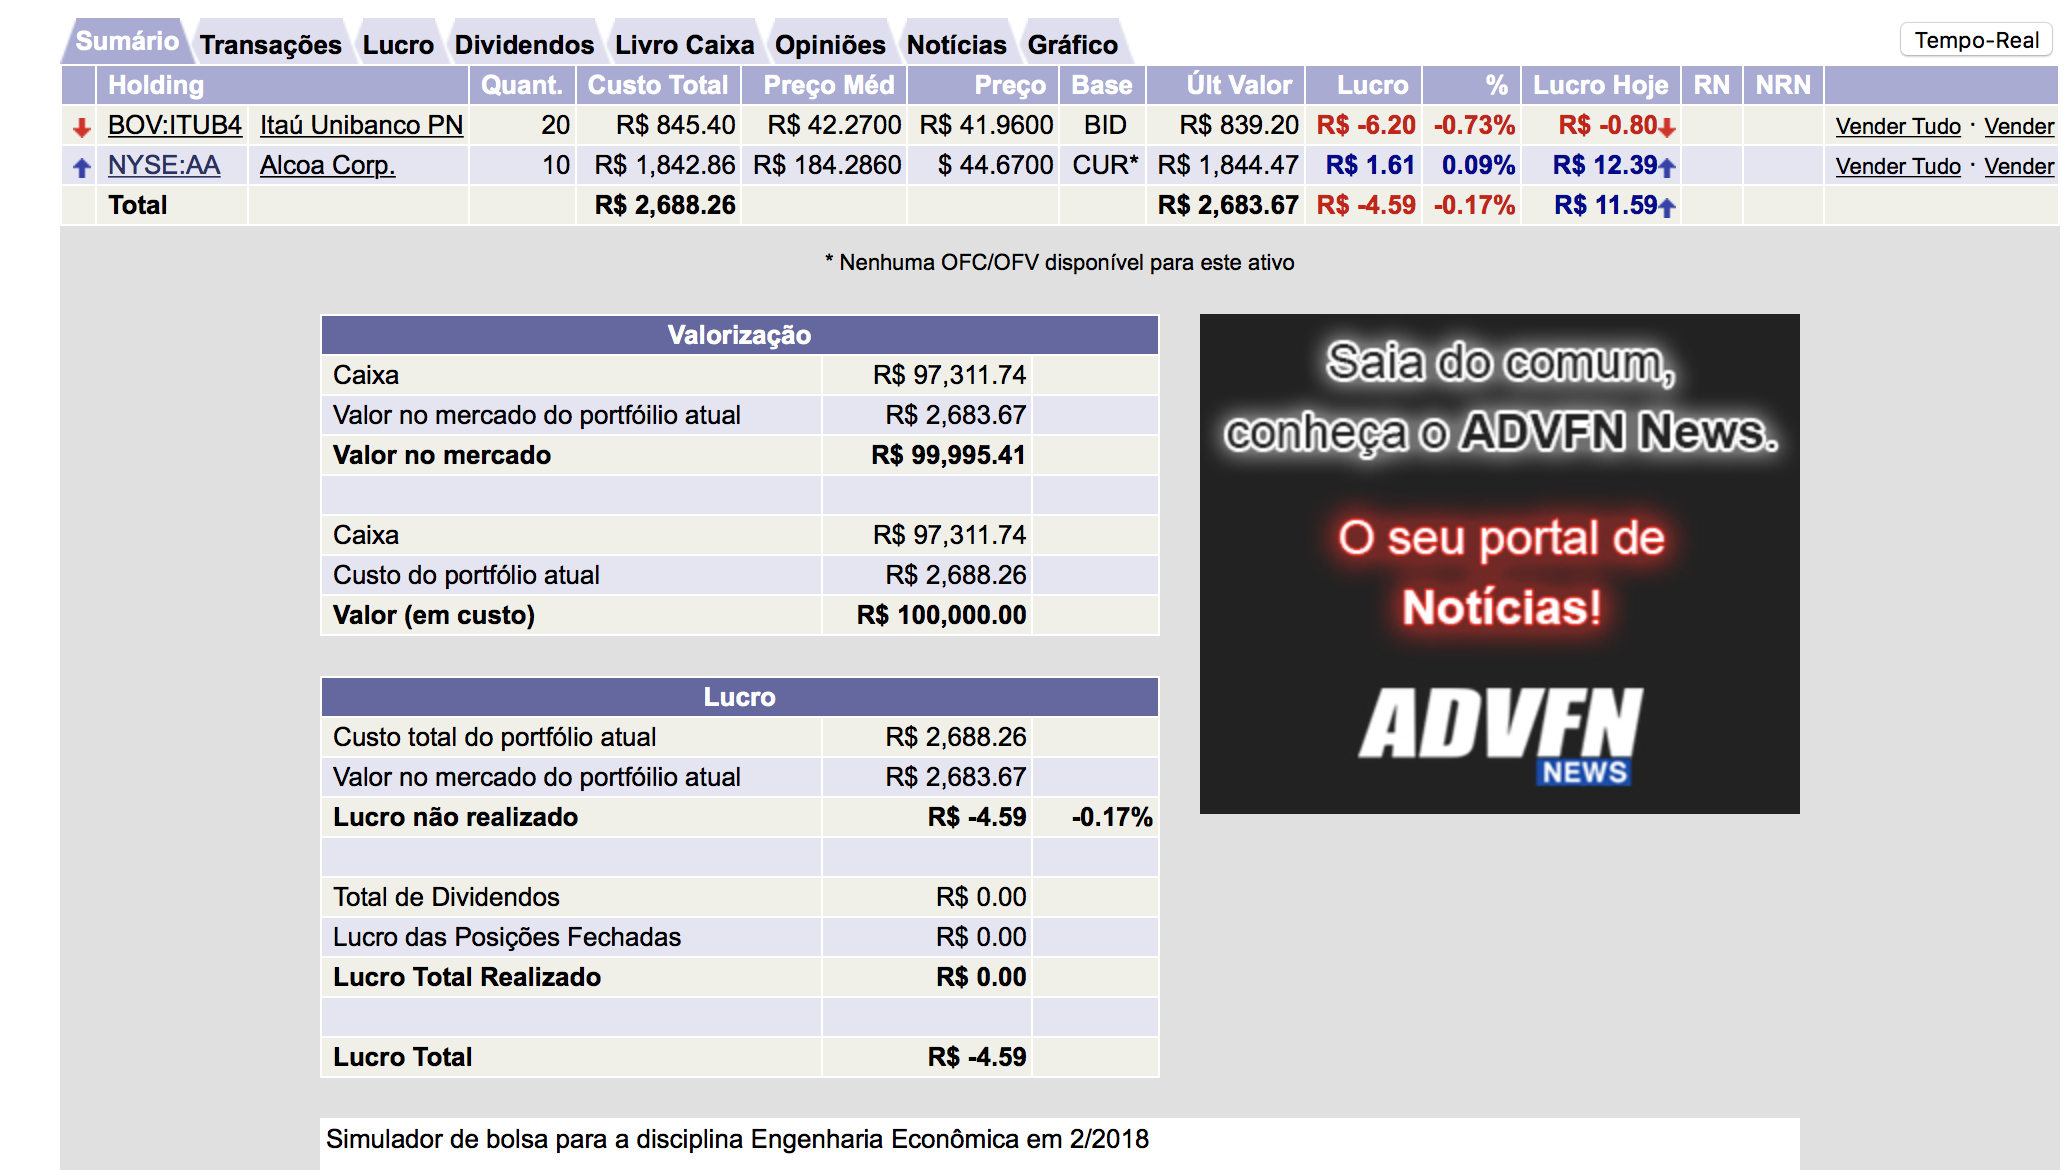 Sumário Transações Lucro Dividendos Livro Caixa Opiniões Notícias Gráfico Tempo-Real
Holding Quant. Custo Total Preço Méd Preço Base Últ Valor Lucro % Lucro Hoje RN NRN
BOV:ITUB4 Itaú Unibanco PN 20 R$ 845.40 R$ 42.2700 R$ 41.9600 BID R$ 839.20 R$ -6.20 -0.73% R$ -0.80 Vender Tudo · Vender
NYSE:AA Alcoa Corp. 10 R$ 1,842.86 R$ 184.2860 $ 44.6700 CUR* R$ 1,844.47 R$ 1.61 0.09% R$ 12.39 Vender Tudo · Vender
Total R$ 2,688.26 R$ 2,683.67 R$ -4.59 -0.17% R$ 11.59
* Nenhuma OFC/OFV disponível para este ativo
Valorização
Caixa R$ 97,311.74
Valor no mercado do portfóilio atual R$ 2,683.67
Valor no mercado R$ 99,995.41
Caixa R$ 97,311.74
Custo do portfólio atual R$ 2,688.26
Valor (em custo) R$ 100,000.00
Lucro
Custo total do portfólio atual R$ 2,688.26
Valor no mercado do portfóilio atual R$ 2,683.67
Lucro não realizado R$ -4.59 -0.17%
Total de Dividendos R$ 0.00
Lucro das Posições Fechadas R$ 0.00
Lucro Total Realizado R$ 0.00
Lucro Total R$ -4.59
Saia do comum,
conheça o ADVFN News.
O seu portal de
Notícias!
ADVFN
NEWS
Simulador de bolsa para a disciplina Engenharia Econômica em 2/2018